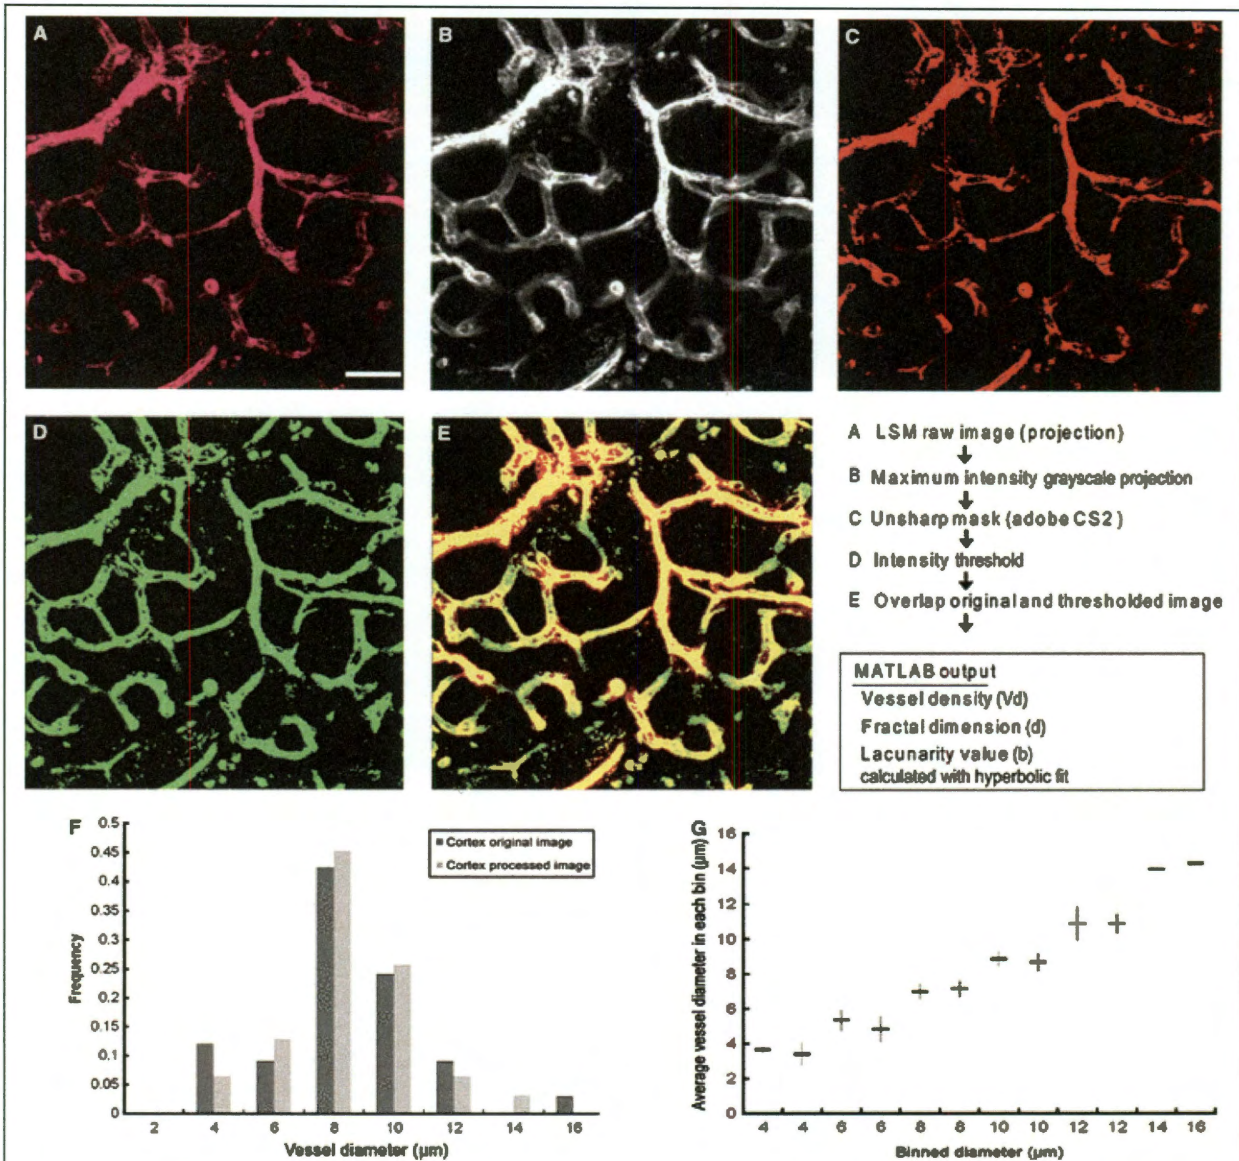 A
B
C
D
E
A LSM raw image (projection)
B Maximum intensity grayscale projection
C Unsharp mask (adobe CS2)
D Intensity threshold
E Overlap original and thresholded image
MATLAB output
Vessel density (Vd)
Fractal dimension (d)
Lacunarity value (b)
calculated with hyperbolic fit
F
Cortex original image
Cortex processed image
Frequency
0.5
0.45
0.4
0.35
0.3
0.25
0.2
0.15
0.1
0.05
0
2 4 6 8 10 12 14 16
Vessel diameter (µm)
G
Average vessel diameter in each bin (µm)
16
14
12
10
8
6
4
2
0
4 4 6 6 8 8 10 10 12 12 14 16
Binned diameter (µm)